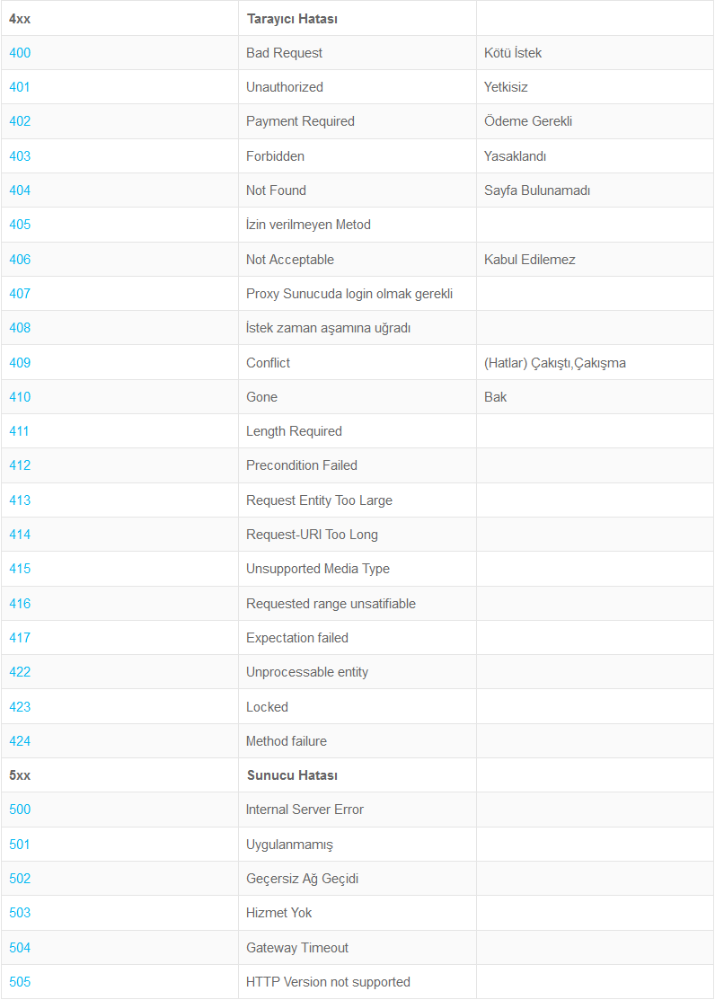 4xx Tarayıcı Hatası
400 Bad Request Kötü İstek
401 Unauthorized Yetkisiz
402 Payment Required Ödeme Gerekli
403 Forbidden Yasaklandı
404 Not Found Sayfa Bulunamadı
405 İzin verilmeyen Metod
406 Not Acceptable Kabul Edilemez
407 Proxy Sunucuda login olmak gerekli
408 İstek zaman aşamına uğradı
409 Conflict (Hatlar) Çakıştı,Çakışma
410 Gone Bak
411 Length Required
412 Precondition Failed
413 Request Entity Too Large
414 Request-URI Too Long
415 Unsupported Media Type
416 Requested range unsatifiable
417 Expectation failed
422 Unprocessable entity
423 Locked
424 Method failure
5xx Sunucu Hatası
500 Internal Server Error
501 Uygulanmamış
502 Geçersiz Ağ Geçidi
503 Hizmet Yok
504 Gateway Timeout
505 HTTP Version not supported